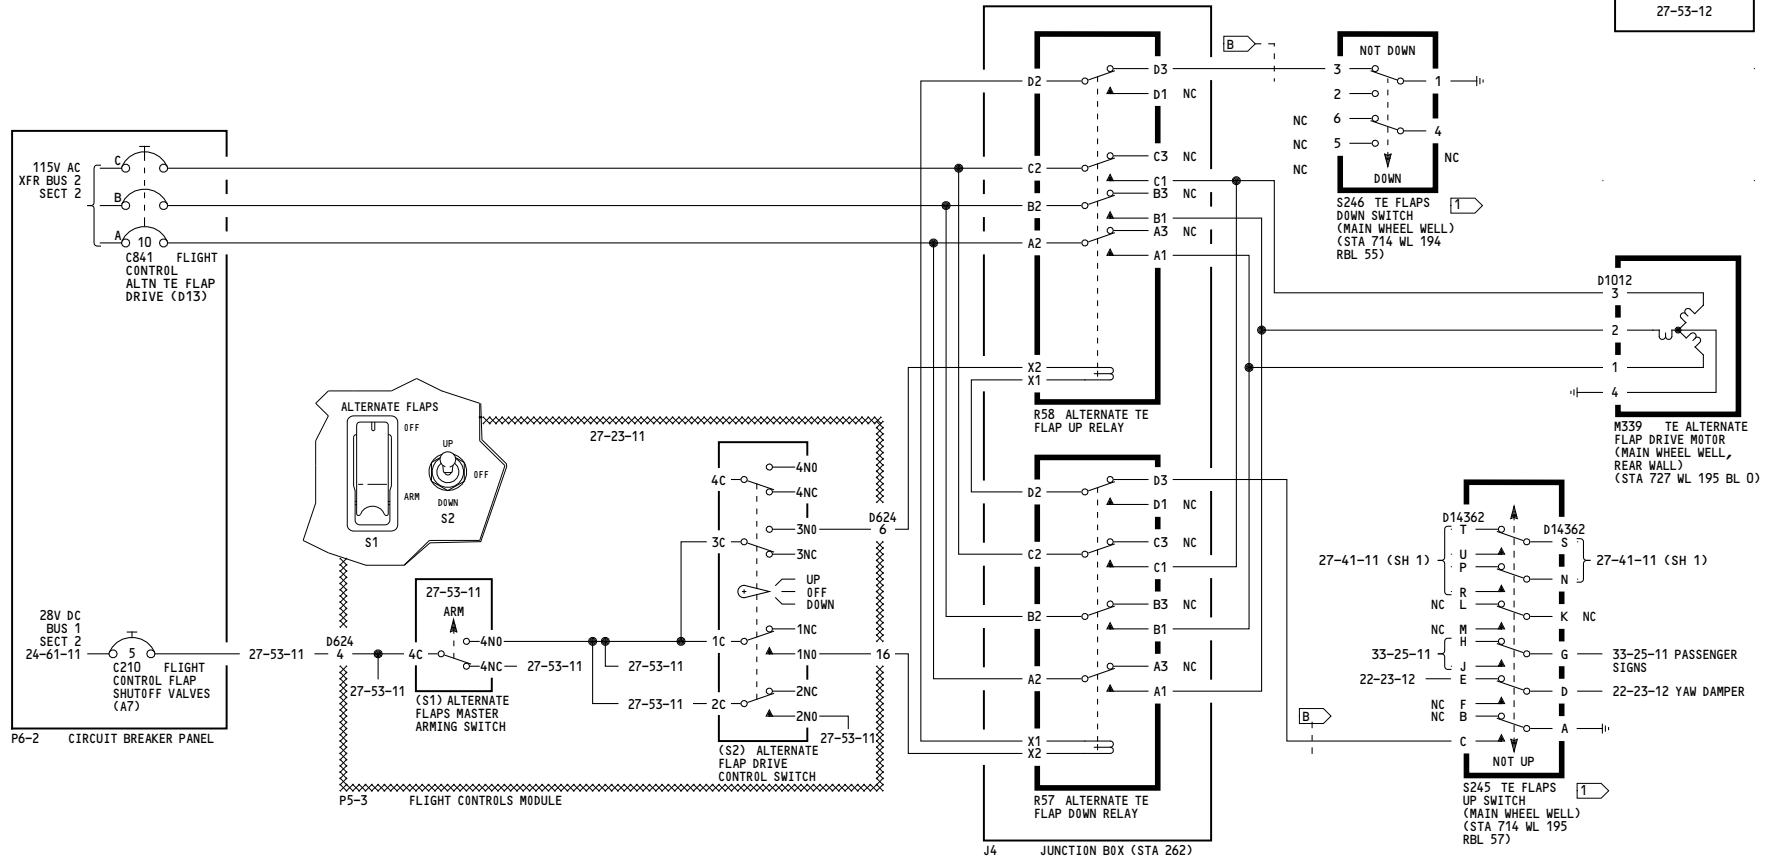 27-53-12
B
NOT DOWN
3
1
2
NC 6
4
NC 5
NC
NC
DOWN
S246 TE FLAPS
DOWN SWITCH
(MAIN WHEEL WELL)
(STA 714 WL 194
RBL 55)
1
115V AC
XFR BUS 2
SECT 2
C
B
A
10
C841 FLIGHT
CONTROL
ALTN TE FLAP
DRIVE (D13)
28V DC
BUS 1
SECT 2
24-61-11
5
C210 FLIGHT
CONTROL FLAP
SHUTOFF VALVES
(A7)
P6-2 CIRCUIT BREAKER PANEL
27-53-11
D624
4
27-53-11
ALTERNATE FLAPS
OFF
ARM
S1
UP
OFF
DOWN
S2
27-23-11
27-53-11
ARM
4C
4NO
4NC
27-53-11
(S1) ALTERNATE
FLAPS MASTER
ARMING SWITCH
27-53-11
27-53-11
4C
4NO
4NC
3C
3NO
3NC
UP
OFF
DOWN
1C
1NC
1NO
2C
2NC
2NO
27-53-11
(S2) ALTERNATE
FLAP DRIVE
CONTROL SWITCH
D624
6
16
P5-3 FLIGHT CONTROLS MODULE
D2
D3
D1 NC
C2
C3 NC
C1
B3 NC
B2
B1
A3 NC
A2
A1
X2
X1
R58 ALTERNATE TE
FLAP UP RELAY
D3
D2
D1 NC
C3 NC
C2
C1
B3 NC
B2
B1
A3 NC
A2
A1
X1
X2
R57 ALTERNATE TE
FLAP DOWN RELAY
J4 JUNCTION BOX (STA 262)
D1012
3
2
1
4
M339 TE ALTERNATE
FLAP DRIVE MOTOR
(MAIN WHEEL WELL,
REAR WALL)
(STA 727 WL 195 BL 0)
B
D14362
D14362
T
S
U
27-41-11 (SH 1)
27-41-11 (SH 1)
P
N
R
NC L
K NC
NC M
H
33-25-11
G 33-25-11 PASSENGER
SIGNS
J
22-23-12 E
D 22-23-12 YAW DAMPER
NC F
NC B
A
C
NOT UP
S245 TE FLAPS
UP SWITCH
(MAIN WHEEL WELL)
(STA 714 WL 195
RBL 57)
1